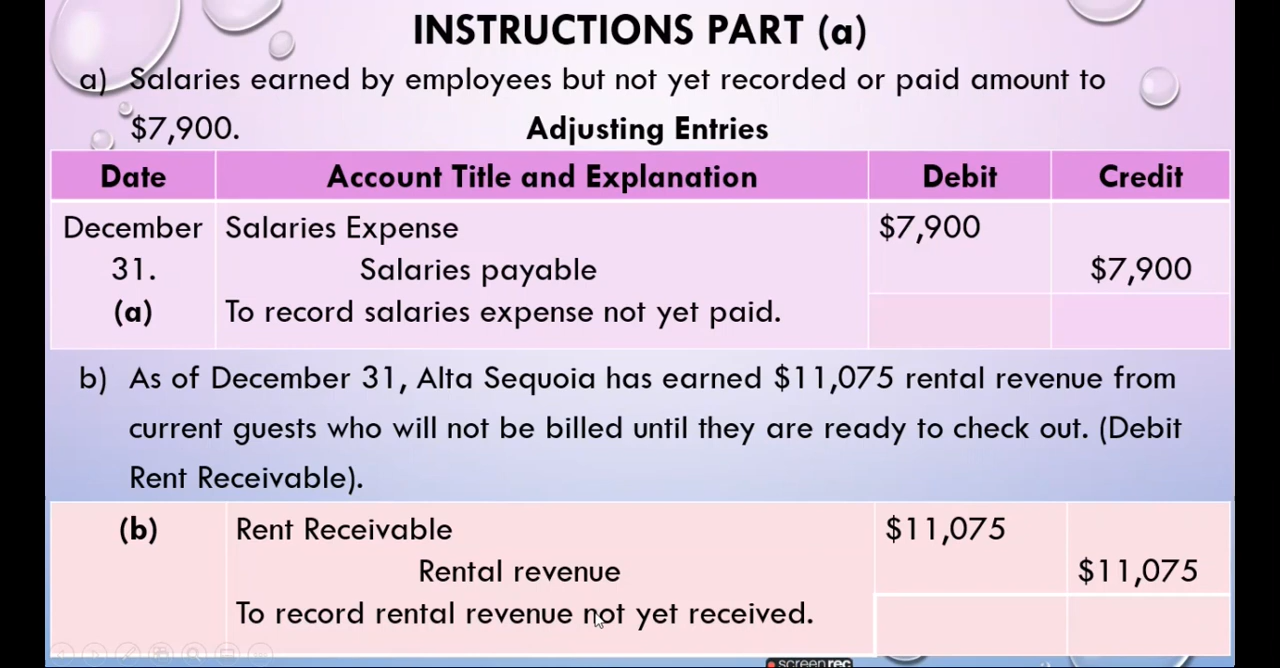 INSTRUCTIONS PART (a)
a) Salaries earned by employees but not yet recorded or paid amount to
$7,900.
Adjusting Entries
Date Account Title and Explanation Debit Credit
December Salaries Expense $7,900
31. Salaries payable $7,900
(a) To record salaries expense not yet paid.
b) As of December 31, Alta Sequoia has earned $11,075 rental revenue from
current guests who will not be billed until they are ready to check out. (Debit
Rent Receivable).
(b) Rent Receivable $11,075
Rental revenue $11,075
To record rental revenue not yet received.
screenrec